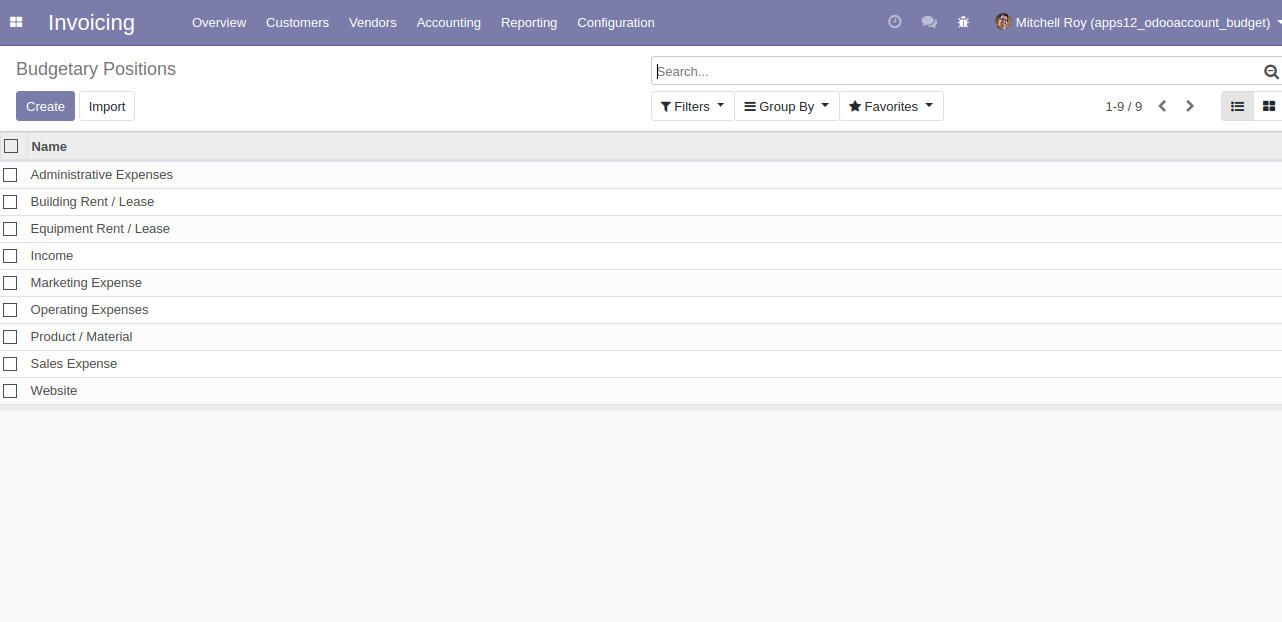 Invoicing Overview Customers Vendors Accounting Reporting Configuration Mitchell Roy (apps12_odooaccount_budget)
Budgetary Positions
Search...
Create Import Filters Group By Favorites 1-9 / 9
Name
Administrative Expenses
Building Rent / Lease
Equipment Rent / Lease
Income
Marketing Expense
Operating Expenses
Product / Material
Sales Expense
Website